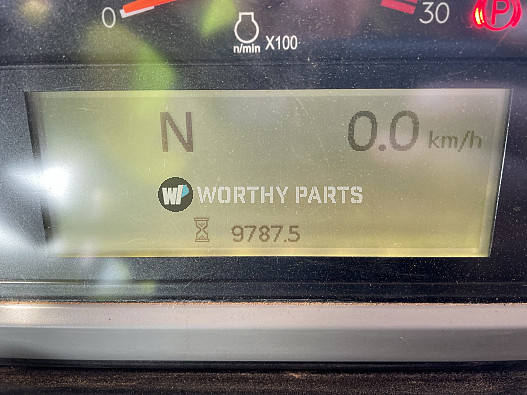 0 30 P
n/min X100
N 0.0 km/h
WP WORTHY PARTS
9787.5